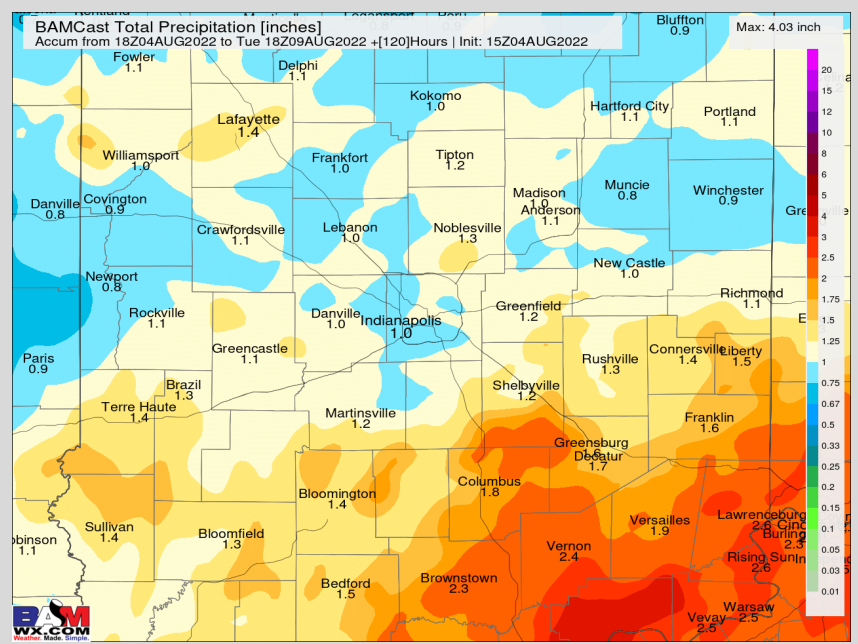 BAMCast Total Precipitation [inches]
Accum from 18Z04AUG2022 to Tue 18Z09AUG2022 +[120]Hours | Init: 15Z04AUG2022
Max: 4.03 inch
Bluffton
0.9
Fowler
1.1
Delphi
1.1
Kokomo
1.0
Hartford City
1.1
Portland
1.1
Lafayette
1.4
Williamsport
1.0
Frankfort
1.0
Tipton
1.2
Muncie
0.8
Winchester
0.9
Danville
0.8
Covington
0.9
Madison
1.0
Anderson
1.1
Crawfordsville
1.1
Lebanon
1.0
Noblesville
1.3
New Castle
1.0
Newport
0.8
Richmond
1.1
Rockville
1.1
Danville
1.0
Indianapolis
1.0
Greenfield
1.2
Greencastle
1.1
Rushville
1.3
Connersville
1.4
Liberty
1.5
Paris
0.9
Brazil
1.3
Shelbyville
1.2
Terre Haute
1.4
Martinsville
1.2
Franklin
1.6
Greensburg
1.6
Decatur
1.7
Columbus
1.8
Bloomington
1.4
Sullivan
1.4
Bloomfield
1.3
Versailles
1.9
Lawrenceburg
2.6
obinson
1.1
Vernon
2.4
Rising Sun
2.6
Bedford
1.5
Brownstown
2.3
Warsaw
2.5
Vevay
2.5
20
15
12
10
8
6
5
4
3
2.5
2
1.75
1.5
1.25
1
0.75
0.67
0.5
0.33
0.25
0.2
0.15
0.1
0.05
0.03
0.01
BAM
WX.COM
Weather. Made. Simple.